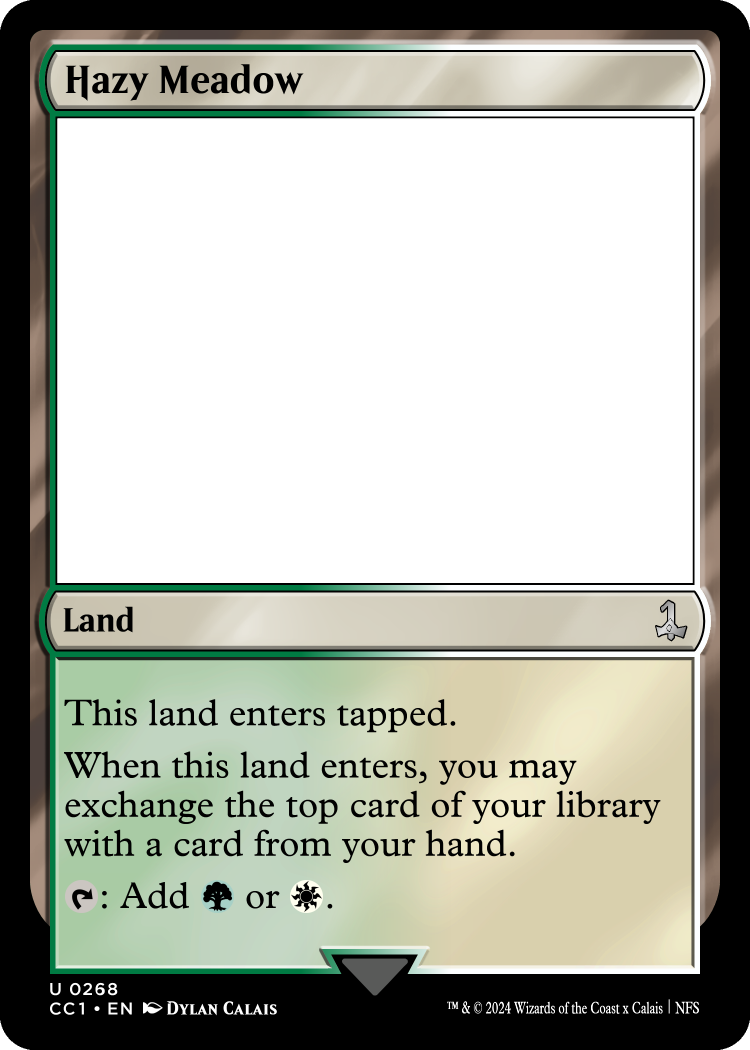 Hazy Meadow
Land
This land enters tapped.
When this land enters, you may
exchange the top card of your library
with a card from your hand.
: Add or .
U 0268
CC1 • EN DYLAN CALAIS
™ & © 2024 Wizards of the Coast x Calais | NFS